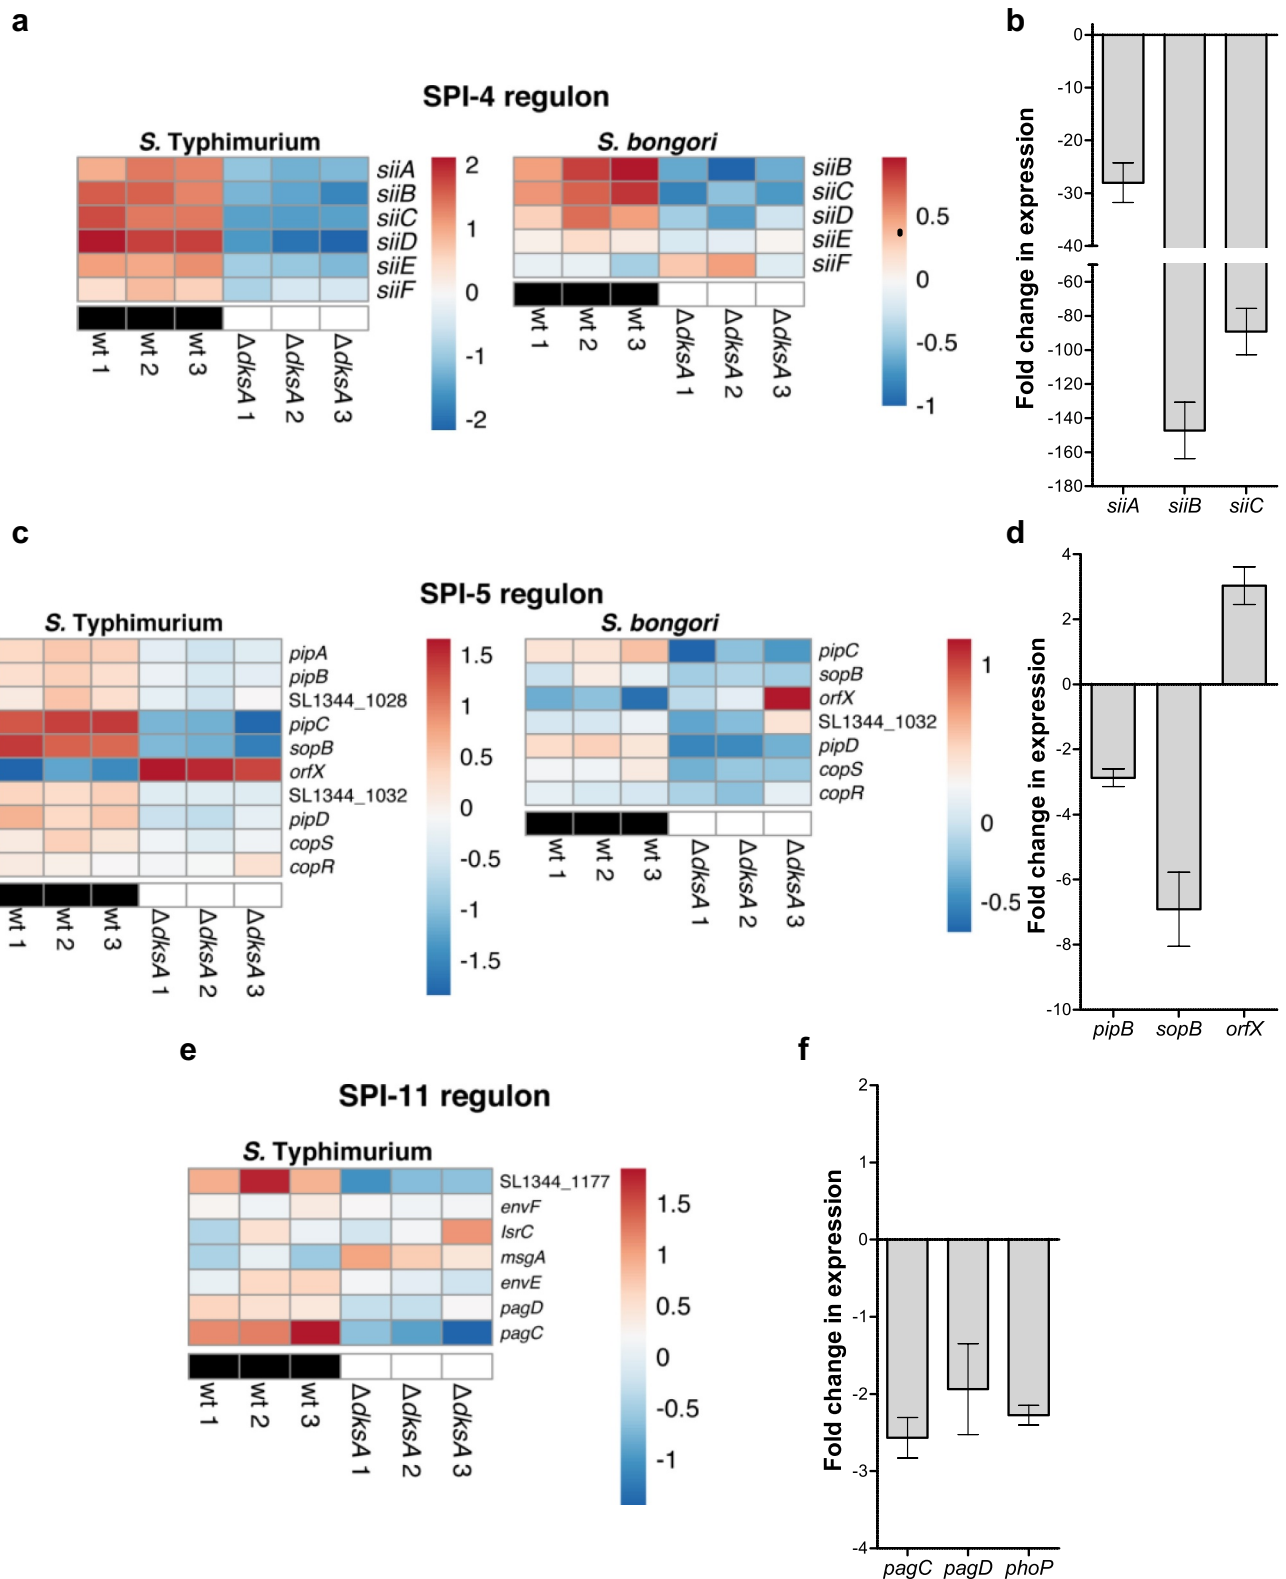 a
SPI-4 regulon
S. Typhimurium
siiA
siiB
siiC
siiD
siiE
siiF
wt 1
wt 2
wt 3
ΔdksA 1
ΔdksA 2
ΔdksA 3
2
1
0
-1
-2
S. bongori
siiB
siiC
siiD
siiE
siiF
wt 1
wt 2
wt 3
ΔdksA 1
ΔdksA 2
ΔdksA 3
0.5
0
-0.5
-1
b
Fold change in expression
0
-10
-20
-30
-40
-60
-80
-100
-120
-140
-160
-180
siiA
siiB
siiC
c
SPI-5 regulon
S. Typhimurium
pipA
pipB
SL1344_1028
pipC
sopB
orfX
SL1344_1032
pipD
copS
copR
wt 1
wt 2
wt 3
ΔdksA 1
ΔdksA 2
ΔdksA 3
1.5
1
0.5
0
-0.5
-1
-1.5
S. bongori
pipC
sopB
orfX
SL1344_1032
pipD
copS
copR
wt 1
wt 2
wt 3
ΔdksA 1
ΔdksA 2
ΔdksA 3
1
0
-0.5
d
Fold change in expression
4
2
0
-2
-4
-6
-8
-10
pipB
sopB
orfX
e
SPI-11 regulon
S. Typhimurium
SL1344_1177
envF
lsrC
msgA
envE
pagD
pagC
wt 1
wt 2
wt 3
ΔdksA 1
ΔdksA 2
ΔdksA 3
1.5
1
0.5
0
-0.5
-1
f
Fold change in expression
2
1
0
-1
-2
-3
-4
pagC
pagD
phoP